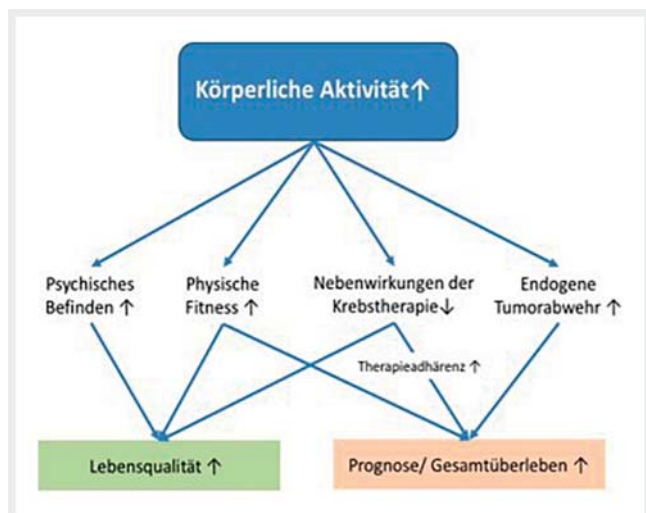 Körperliche Aktivität↑
Psychisches
Befinden ↑
Physische
Fitness ↑
Nebenwirkungen der
Krebstherapie↓
Endogene
Tumorabwehr ↑
Therapieadhärenz ↑
Lebensqualität ↑
Prognose/ Gesamtüberleben ↑